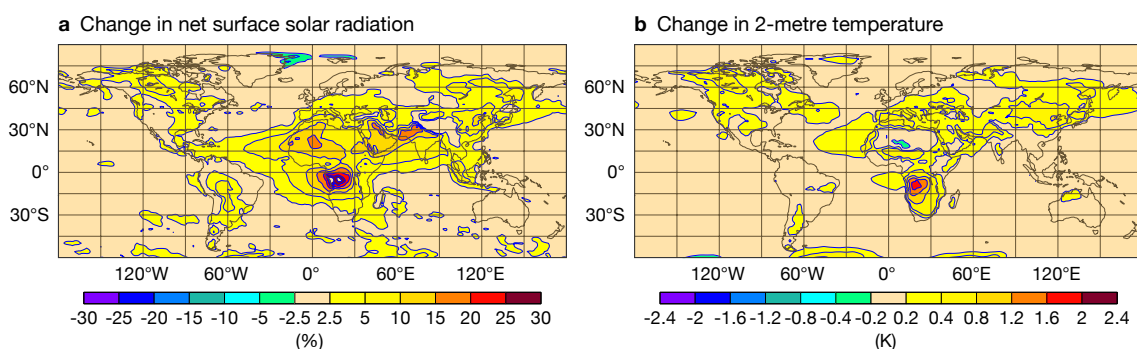 a Change in net surface solar radiation
b Change in 2-metre temperature
60°N
30°N
0°
30°S
120°W 60°W 0° 60°E 120°E
-30 -25 -20 -15 -10 -5 -2.5 2.5 5 10 15 20 25 30
(%)
60°N
30°N
0°
30°S
120°W 60°W 0° 60°E 120°E
-2.4 -2 -1.6 -1.2 -0.8 -0.4 -0.2 0.2 0.4 0.8 1.2 1.6 2 2.4
(K)